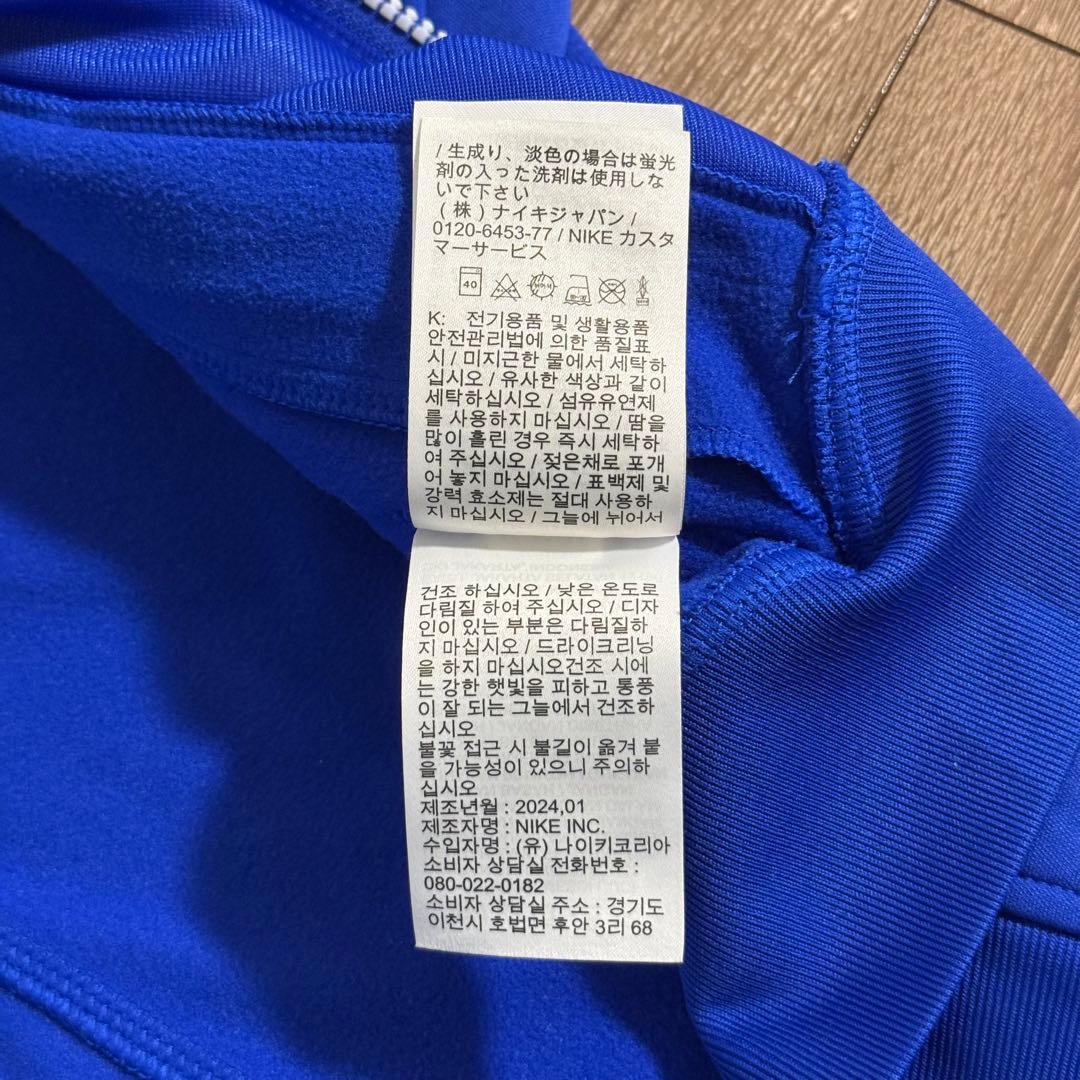 / 生成り、淡色の場合は蛍光
剤の入った洗剤は使用しな
いで下さい
(株)ナイキジャパン /
0120-6453-77 / NIKE カスタ
マーサービス
40
K: 전기용품 및 생활용품
안전관리법에 의한 품질표
시 / 미지근한 물에서 세탁하
십시오 / 유사한 색상과 같이
세탁하십시오 / 섬유유연제
를 사용하지 마십시오 / 땀을
많이 흘린 경우 즉시 세탁하
여 주십시오 / 젖은채로 포개
어 놓지 마십시오 / 표백제 및
강력 효소제는 절대 사용하
지 마십시오 / 그늘에 뉘어서
건조 하십시오 / 낮은 온도로
다림질 하여 주십시오 / 디자
인이 있는 부분은 다림질하
지 마십시오 / 드라이크리닝
을 하지 마십시오건조 시에
는 강한 햇빛을 피하고 통풍
이 잘 되는 그늘에서 건조하
십시오
불꽃 접근 시 불길이 옮겨 붙
을 가능성이 있으니 주의하
십시오
제조년월 : 2024,01
제조자명 : NIKE INC.
수입자명 : (유) 나이키코리아
소비자 상담실 전화번호 :
080-022-0182
소비자 상담실 주소 : 경기도
이천시 호법면 후안 3리 68